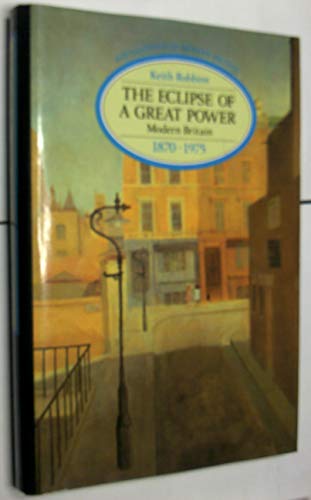 Keith Robbins
THE ECLIPSE OF
A GREAT POWER
Modern Britain
1870-1975